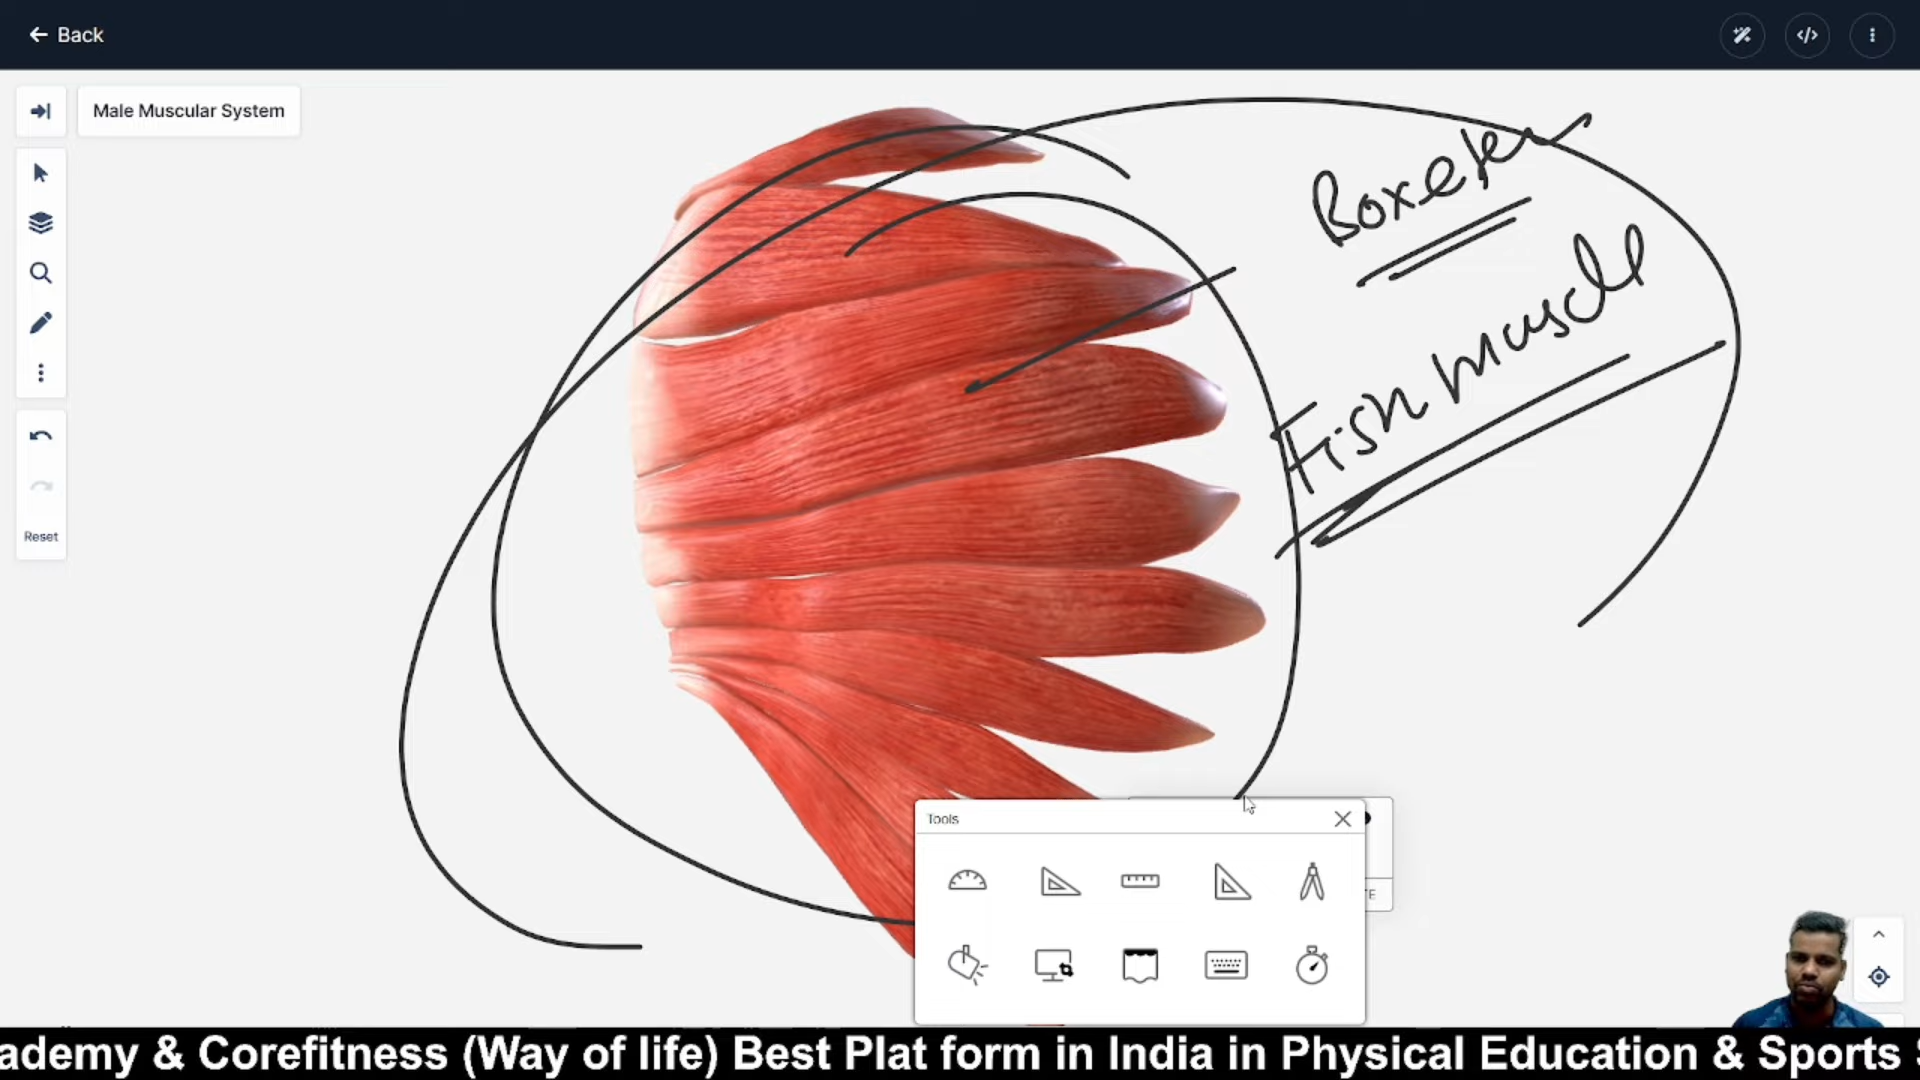 Back
Male Muscular System
Boxer
Fish muscle
Reset
Tools
TE
ademy & Corefitness (Way of life) Best Plat form in India in Physical Education & Sports S